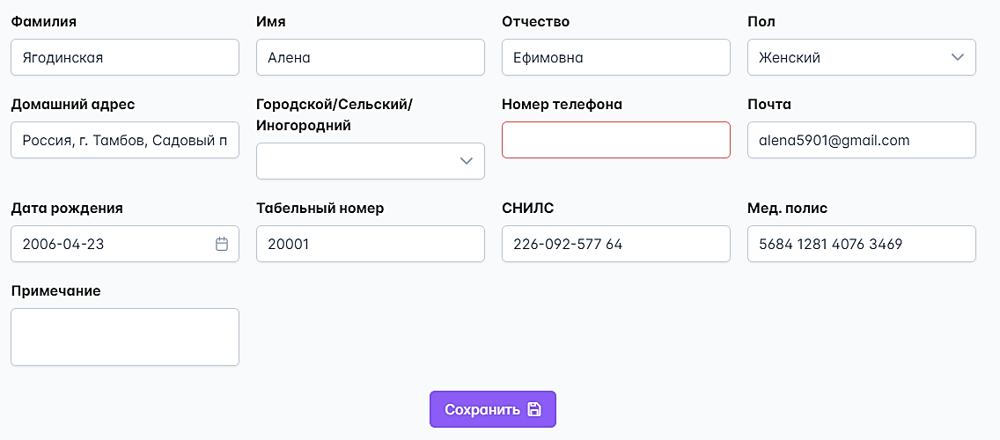 Фамилия
Имя
Отчество
Пол
Ягодинская
Алена
Ефимовна
Женский
Домашний адрес
Городской/Сельский/
Иногородний
Номер телефона
Почта
Россия, г. Тамбов, Садовый п
alena5901@gmail.com
Дата рождения
Табельный номер
СНИЛС
Мед. полис
2006-04-23
20001
226-092-577 64
5684 1281 4076 3469
Примечание
Сохранить